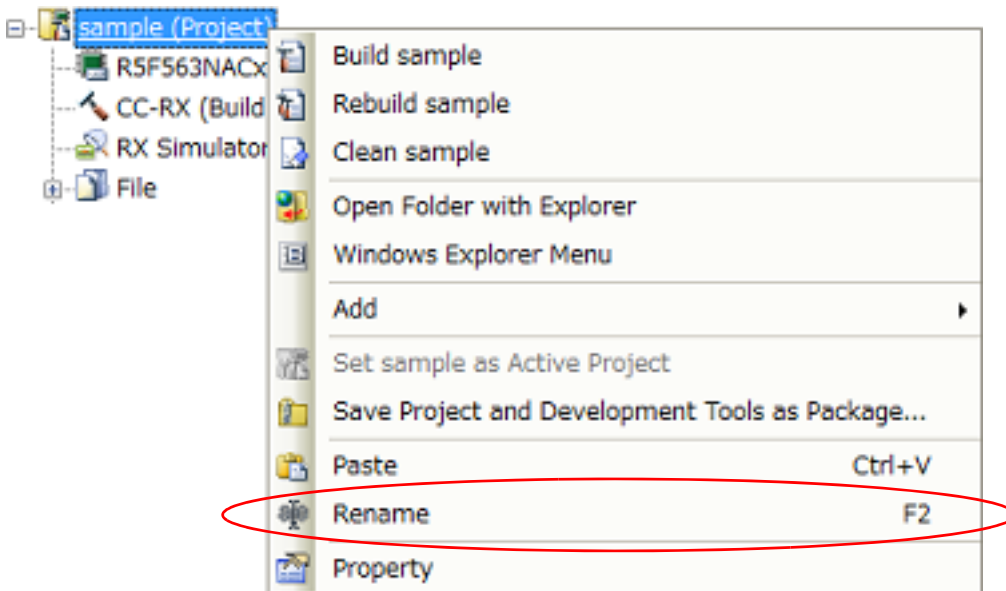 sample (Project)
R5F563NACx
CC-RX (Build
RX Simulator
File
Build sample
Rebuild sample
Clean sample
Open Folder with Explorer
Windows Explorer Menu
Add
Set sample as Active Project
Save Project and Development Tools as Package...
Paste Ctrl+V
Rename F2
Property